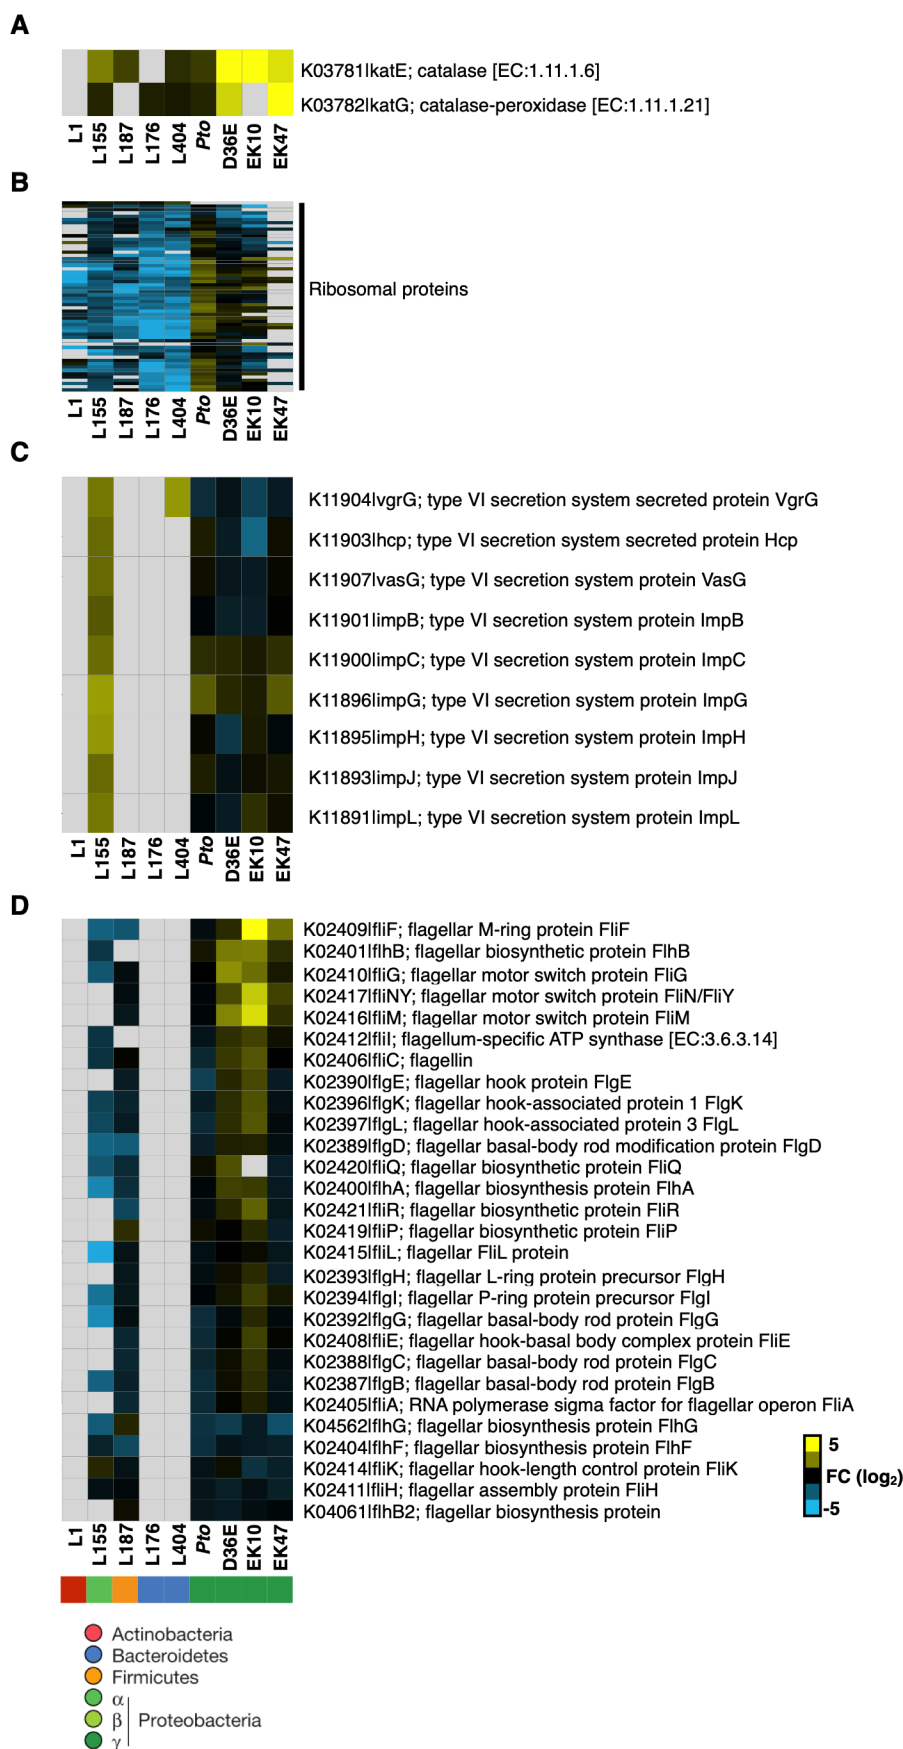 A
K03781|katE; catalase [EC:1.11.1.6]
K03782|katG; catalase-peroxidase [EC:1.11.1.21]
L1 L155 L187 L176 L404 Pto D36E EK10 EK47
B
Ribosomal proteins
L1 L155 L187 L176 L404 Pto D36E EK10 EK47
C
K11904|vgrG; type VI secretion system secreted protein VgrG
K11903|hcp; type VI secretion system secreted protein Hcp
K11907|vasG; type VI secretion system protein VasG
K11901|impB; type VI secretion system protein ImpB
K11900|impC; type VI secretion system protein ImpC
K11896|impG; type VI secretion system protein ImpG
K11895|impH; type VI secretion system protein ImpH
K11893|impJ; type VI secretion system protein ImpJ
K11891|impL; type VI secretion system protein ImpL
L1 L155 L187 L176 L404 Pto D36E EK10 EK47
D
K02409|fliF; flagellar M-ring protein FliF
K02401|flhB; flagellar biosynthetic protein FlhB
K02410|fliG; flagellar motor switch protein FliG
K02417|fliNY; flagellar motor switch protein FliN/FliY
K02416|fliM; flagellar motor switch protein FliM
K02412|fliI; flagellum-specific ATP synthase [EC:3.6.3.14]
K02406|fliC; flagellin
K02390|flgE; flagellar hook protein FlgE
K02396|flgK; flagellar hook-associated protein 1 FlgK
K02397|flgL; flagellar hook-associated protein 3 FlgL
K02389|flgD; flagellar basal-body rod modification protein FlgD
K02420|fliQ; flagellar biosynthetic protein FliQ
K02400|flhA; flagellar biosynthesis protein FlhA
K02421|fliR; flagellar biosynthetic protein FliR
K02419|fliP; flagellar biosynthetic protein FliP
K02415|fliL; flagellar FliL protein
K02393|flgH; flagellar L-ring protein precursor FlgH
K02394|flgI; flagellar P-ring protein precursor FlgI
K02392|flgG; flagellar basal-body rod protein FlgG
K02408|fliE; flagellar hook-basal body complex protein FliE
K02388|flgC; flagellar basal-body rod protein FlgC
K02387|flgB; flagellar basal-body rod protein FlgB
K02405|fliA; RNA polymerase sigma factor for flagellar operon FliA
K04562|flhG; flagellar biosynthesis protein FlhG
K02404|flhF; flagellar biosynthesis protein FlhF
K02414|fliK; flagellar hook-length control protein FliK
K02411|fliH; flagellar assembly protein FliH
K04061|flhB2; flagellar biosynthesis protein
5
FC (log2)
-5
L1 L155 L187 L176 L404 Pto D36E EK10 EK47
Actinobacteria
Bacteroidetes
Firmicutes
α
β Proteobacteria
γ